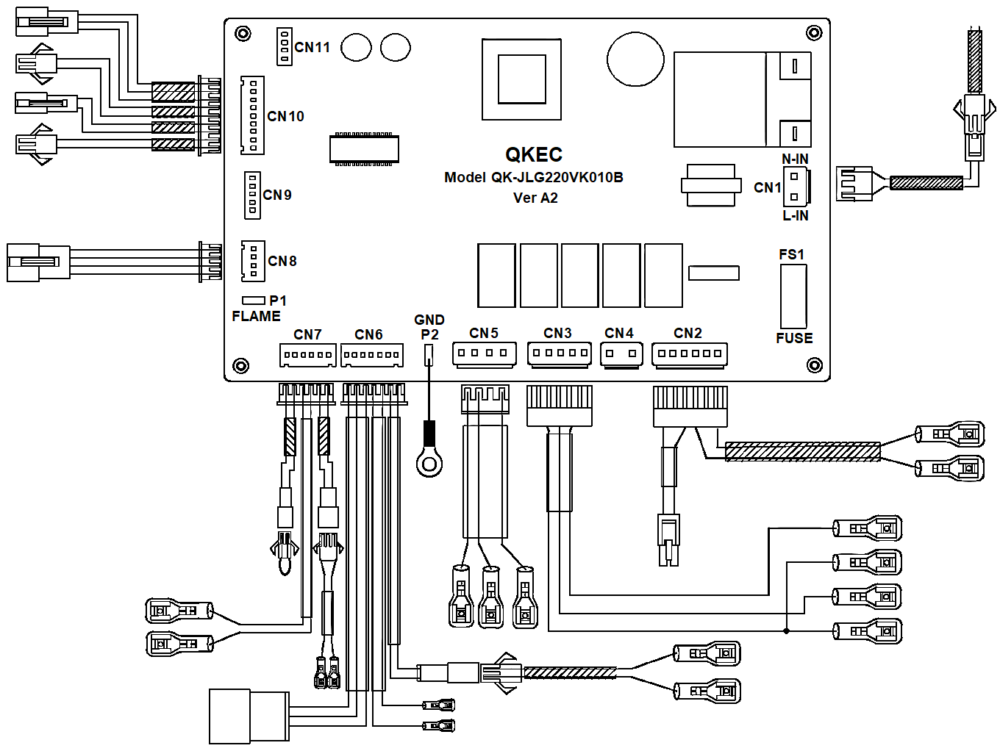 CN11
CN10
QKEC
Model QK-JLG220VK010B
Ver A2
N-IN
CN1
L-IN
CN9
CN8
FS1
P1
FLAME
GND
P2
CN7
CN6
CN5
CN3
CN4
CN2
FUSE